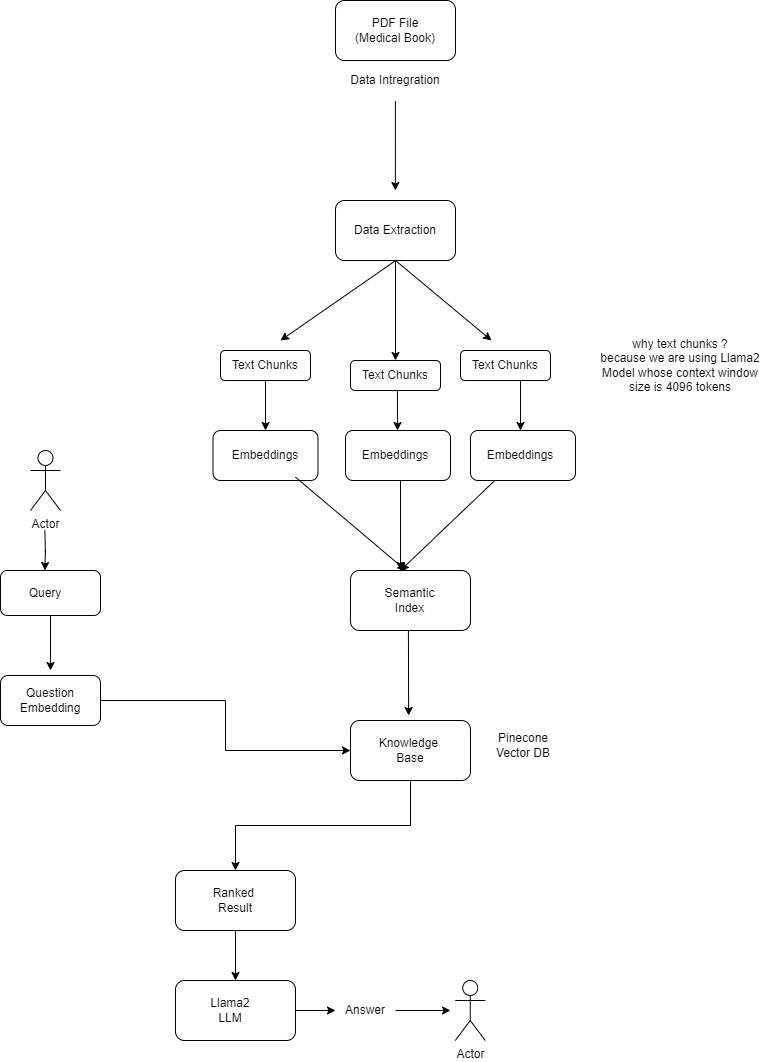 PDF File
(Medical Book)
Data Intregration
Data Extraction
Text Chunks
Text Chunks
Text Chunks
why text chunks ?
because we are using Llama2
Model whose context window
size is 4096 tokens
Embeddings
Embeddings
Embeddings
Actor
Query
Semantic
Index
Question
Embedding
Knowledge
Base
Pinecone
Vector DB
Ranked
Result
Llama2
LLM
Answer
Actor